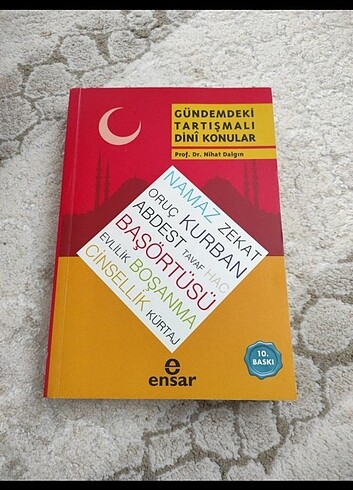 GÜNDEMDEKİ
TARTIŞMALI
DİNÎ KONULAR
Prof. Dr. Nihat Dalgın
NAMAZ ZEKAT
ORUÇ KURBAN
ABDEST TAVAF HAC
BAŞÖRTÜSÜ
EVLİLİK BOŞANMA
CİNSELLİK KÜRTAJ
10.
BASKI
ensar